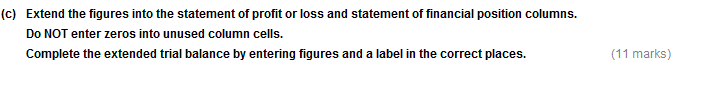 (c) Extend the figures into the statement of profit or loss and statement of financial position columns.
Do NOT enter zeros into unused column cells.
Complete the extended trial balance by entering figures and a label in the correct places. (11 marks)